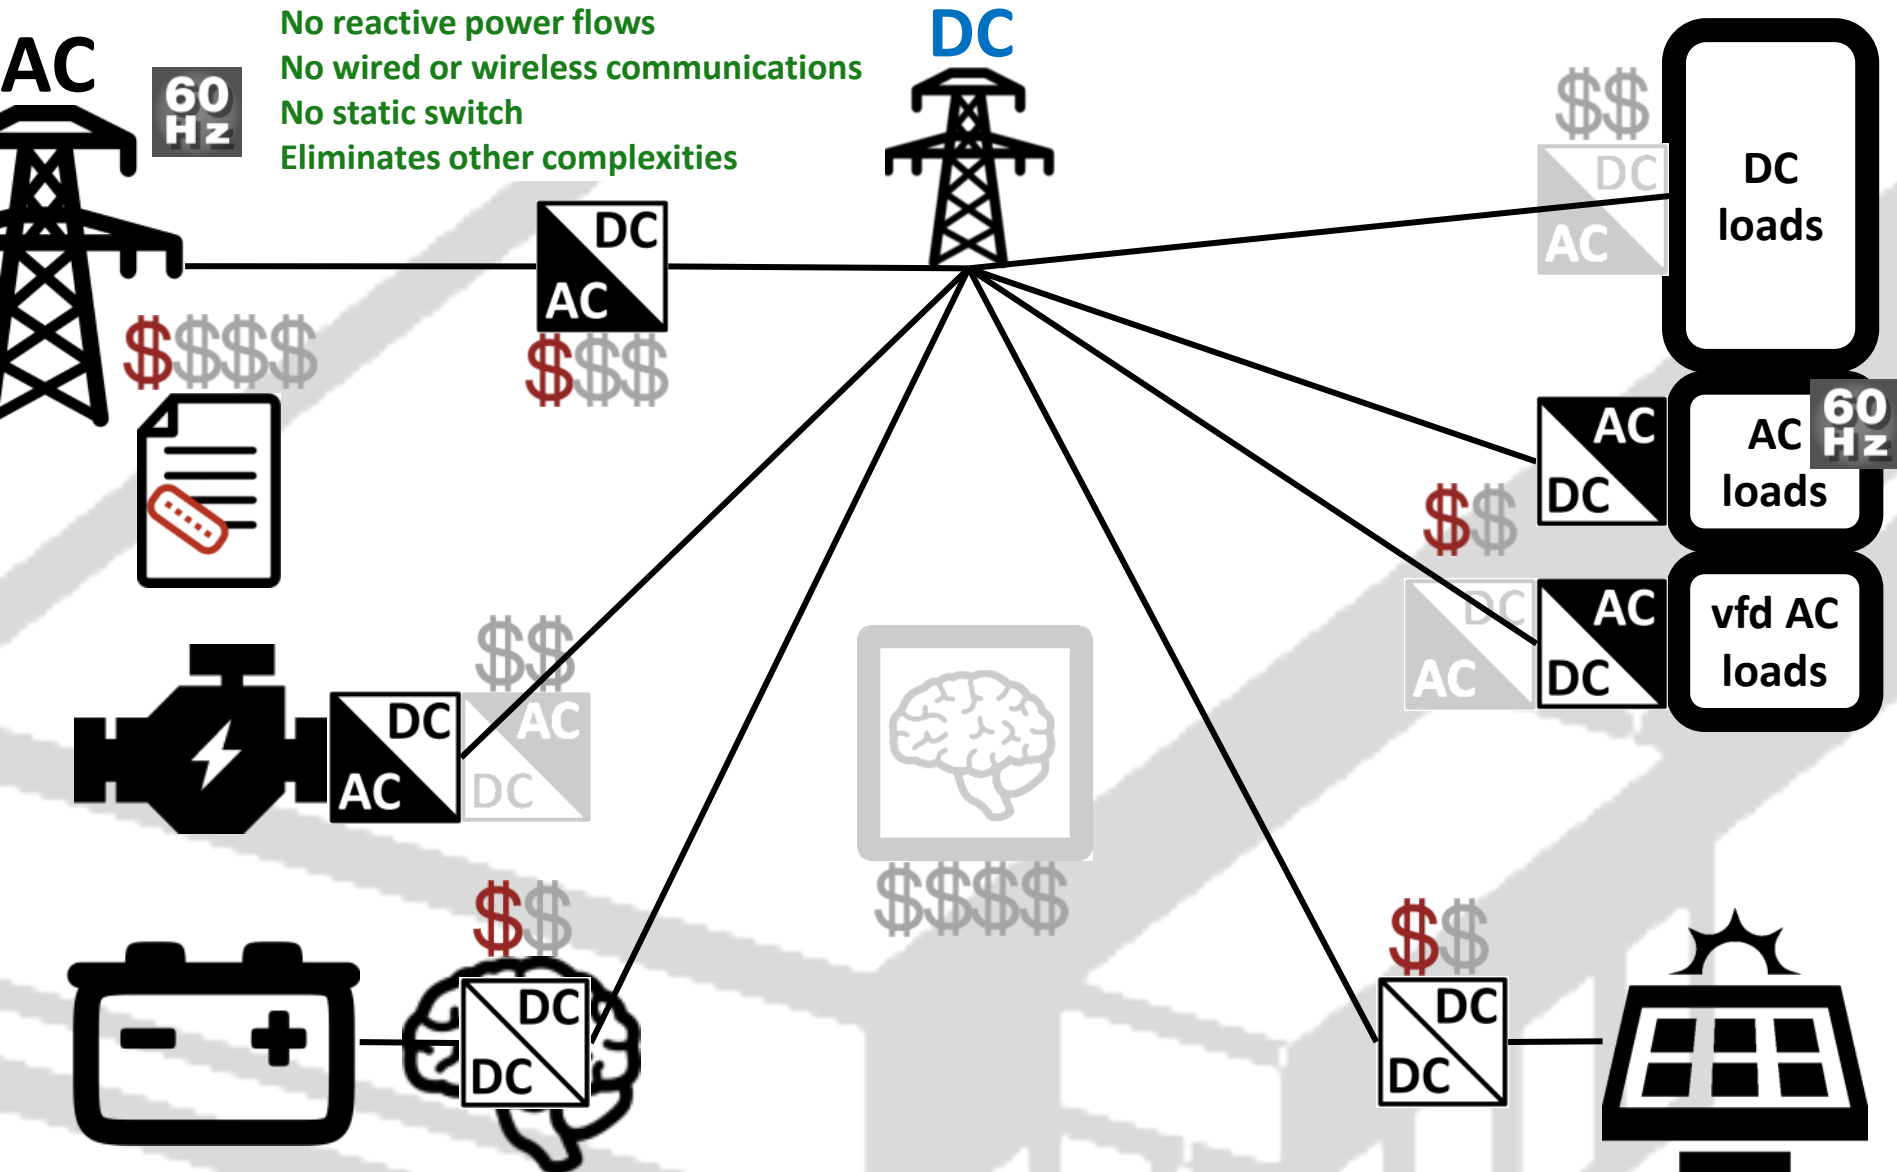 No reactive power flows
No wired or wireless communications
No static switch
Eliminates other complexities
DC
AC
60
Hz
$$
DC
AC
DC
loads
DC
AC
$$$$
$$$
AC
DC
AC
loads
60
Hz
$$
DC
AC
AC
DC
vfd AC
loads
$$
DC
AC
AC
DC
$$$$
$$
DC
DC
$$
DC
DC